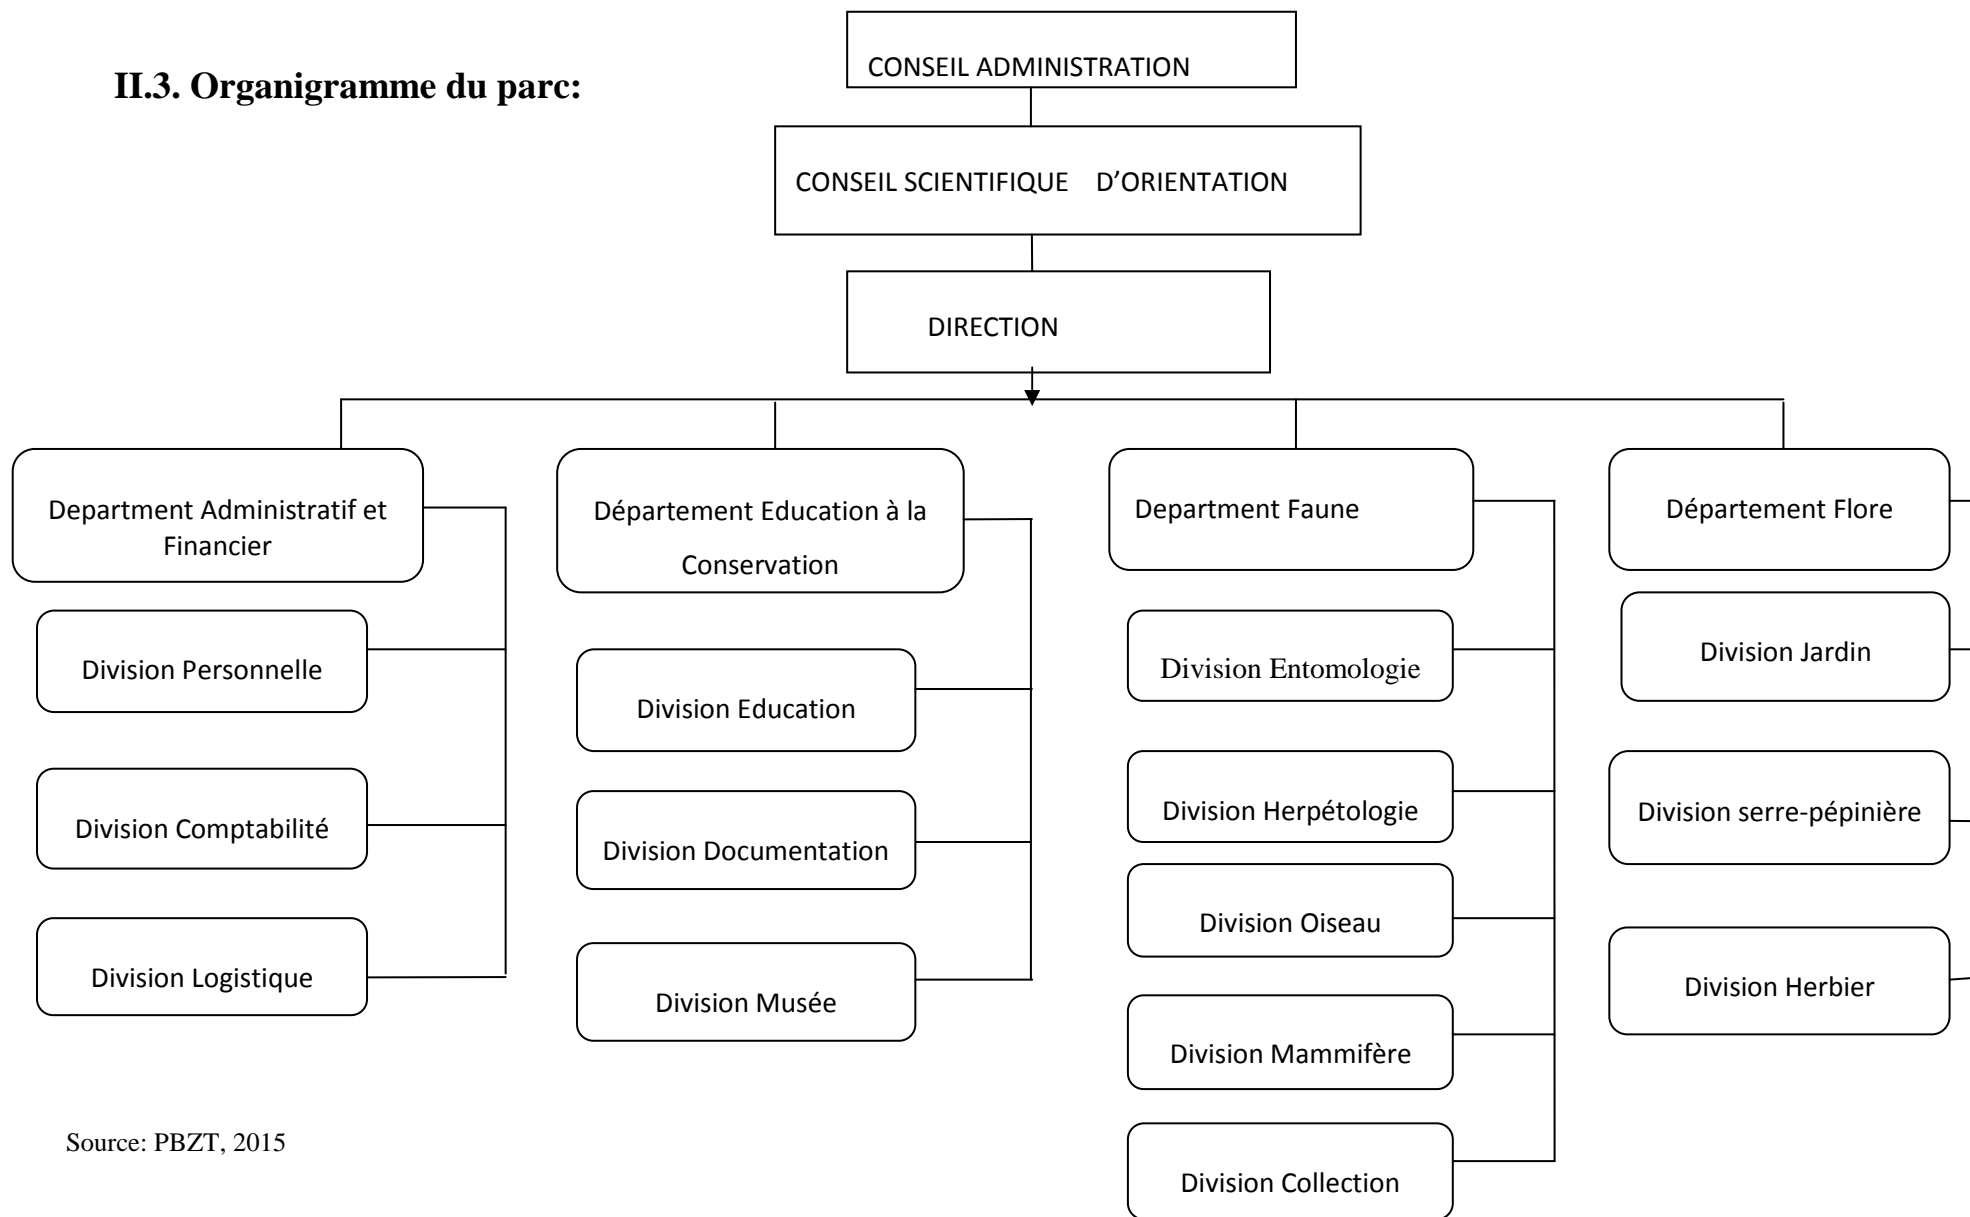 II.3. Organigramme du parc:
CONSEIL ADMINISTRATION
CONSEIL SCIENTIFIQUE D’ORIENTATION
DIRECTION
Department Administratif et
Financier
Division Personnelle
Division Comptabilité
Division Logistique
Département Education à la
Conservation
Division Education
Division Documentation
Division Musée
Department Faune
Division Entomologie
Division Herpétologie
Division Oiseau
Division Mammifère
Division Collection
Département Flore
Division Jardin
Division serre-pépinière
Division Herbier
Source: PBZT, 2015